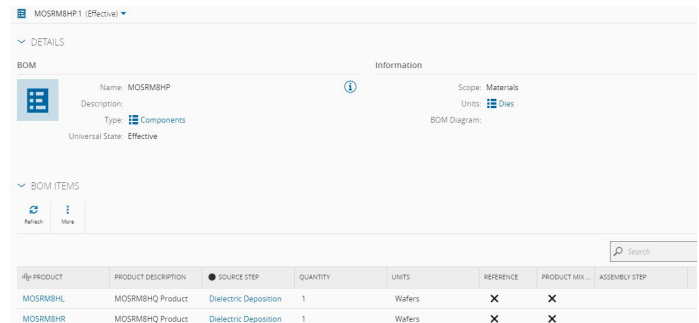 MOSRM8HP.1 (Effective)
DETAILS
BOM
Name: MOSRM8HP
Description:
Type: Components
Universal State: Effective
Information
Scope: Materials
Units: Dies
BOM Diagram:
BOM ITEMS
Refresh More
Search
PRODUCT PRODUCT DESCRIPTION SOURCE STEP QUANTITY UNITS REFERENCE PRODUCT MIX ... ASSEMBLY STEP
MOSRM8HL MOSRM8HQ Product Dielectric Deposition 1 Wafers
MOSRM8HR MOSRM8HQ Product Dielectric Deposition 1 Wafers